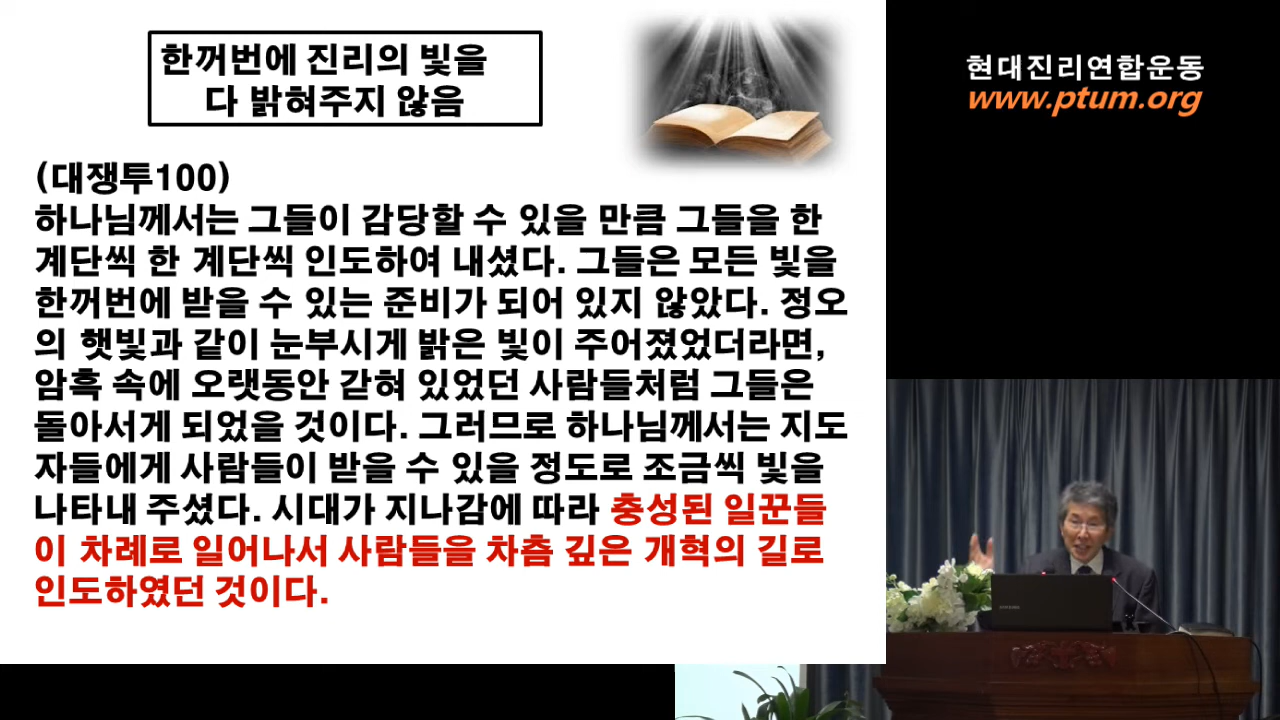 한꺼번에 진리의 빛을
다 밝혀주지 않음
현대진리연합운동
www.ptum.org
(대쟁투100)
하나님께서는 그들이 감당할 수 있을 만큼 그들을 한
계단씩 한 계단씩 인도하여 내셨다. 그들은 모든 빛을
한꺼번에 받을 수 있는 준비가 되어 있지 않았다. 정오
의 햇빛과 같이 눈부시게 밝은 빛이 주어졌었더라면,
암흑 속에 오랫동안 갇혀 있었던 사람들처럼 그들은
돌아서게 되었을 것이다. 그러므로 하나님께서는 지도
자들에게 사람들이 받을 수 있을 정도로 조금씩 빛을
나타내 주셨다. 시대가 지나감에 따라 충성된 일꾼들
이 차례로 일어나서 사람들을 차츰 깊은 개혁의 길로
인도하였던 것이다.